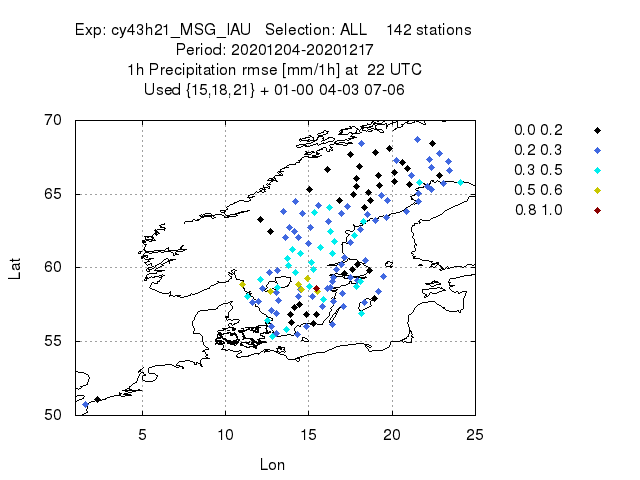 Exp: cy43h21_MSG_IAU   Selection: ALL    142 stations
Period: 20201204-20201217
1h Precipitation rmse [mm/1h] at  22 UTC
Used {15,18,21} + 01-00 04-03 07-06
70
65
60
55
50
Lat
5
10
15
20
25
Lon
0.0 0.2
0.2 0.3
0.3 0.5
0.5 0.6
0.8 1.0